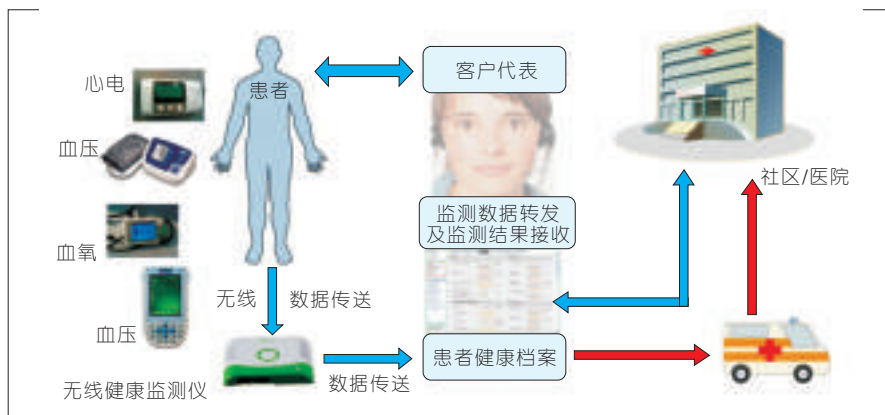 心电
血压
血氧
血压
无线健康监测仪
患者
无线 数据传送
数据传送
客户代表
监测数据转发
及监测结果接收
患者健康档案
社区/医院